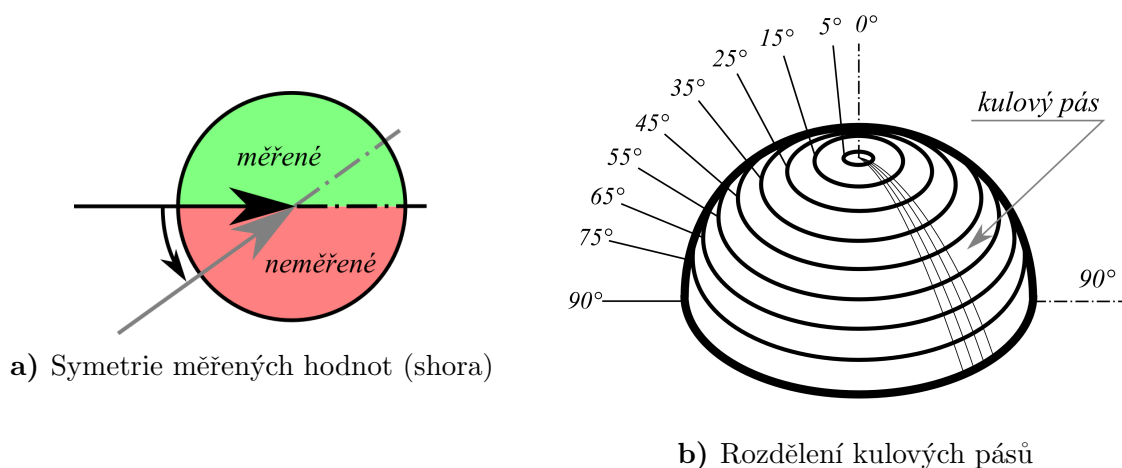 měřené
neměřené
a) Symetrie měřených hodnot (shora)
0°
5°
15°
25°
35°
45°
55°
65°
75°
90°
90°
kulový pás
b) Rozdělení kulových pásů